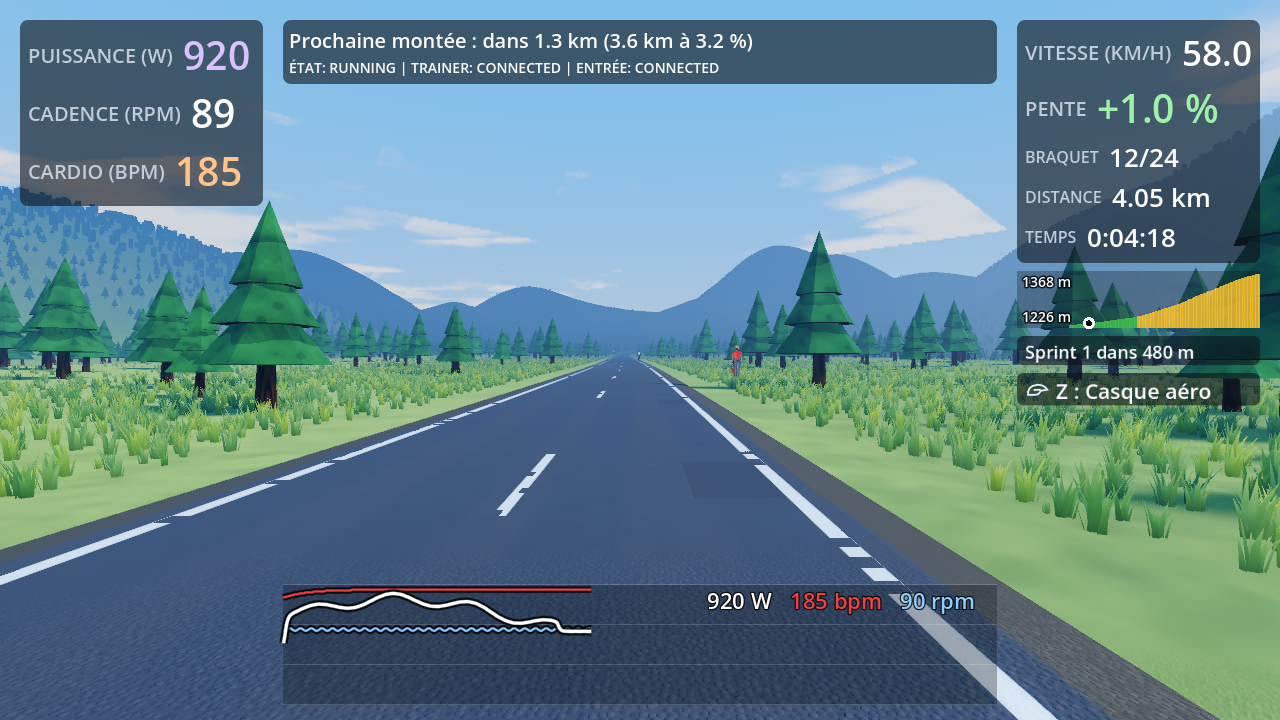 PUISSANCE (W) 920
CADENCE (RPM) 89
CARDIO (BPM) 185
Prochaine montée : dans 1.3 km (3.6 km à 3.2 %)
ÉTAT: RUNNING | TRAINER: CONNECTED | ENTRÉE: CONNECTED
VITESSE (KM/H) 58.0
PENTE +1.0 %
BRAQUET 12/24
DISTANCE 4.05 km
TEMPS 0:04:18
1368 m
1226 m
Sprint 1 dans 480 m
Z : Casque aéro
920 W 185 bpm 90 rpm